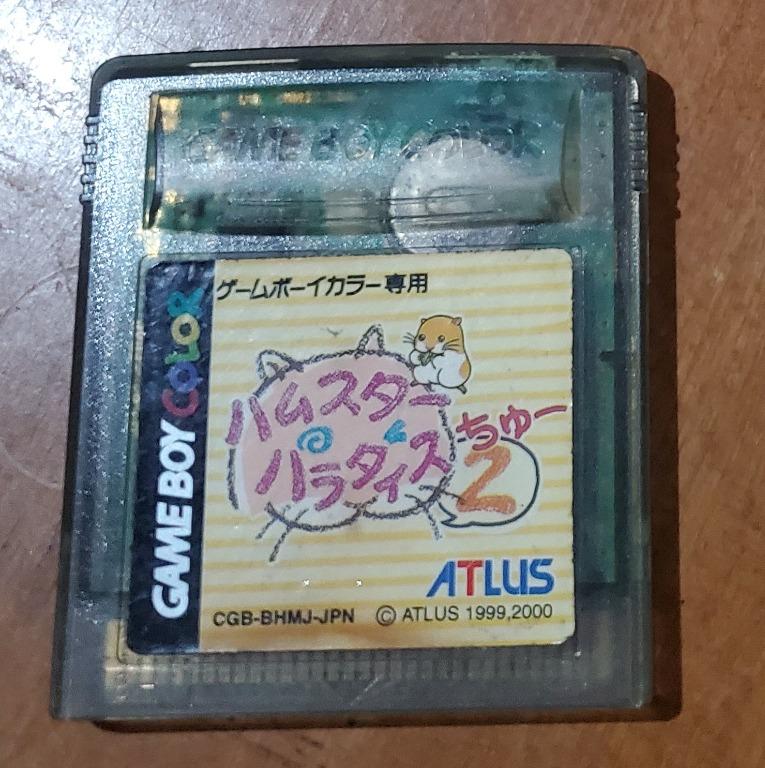 GAME BOY COLOR
GAME BOY COLOR
ゲームボーイカラー専用
ハムスター
パラダイス
ちゅー
2
ATLUS
CGB-BHMJ-JPN © ATLUS 1999,2000